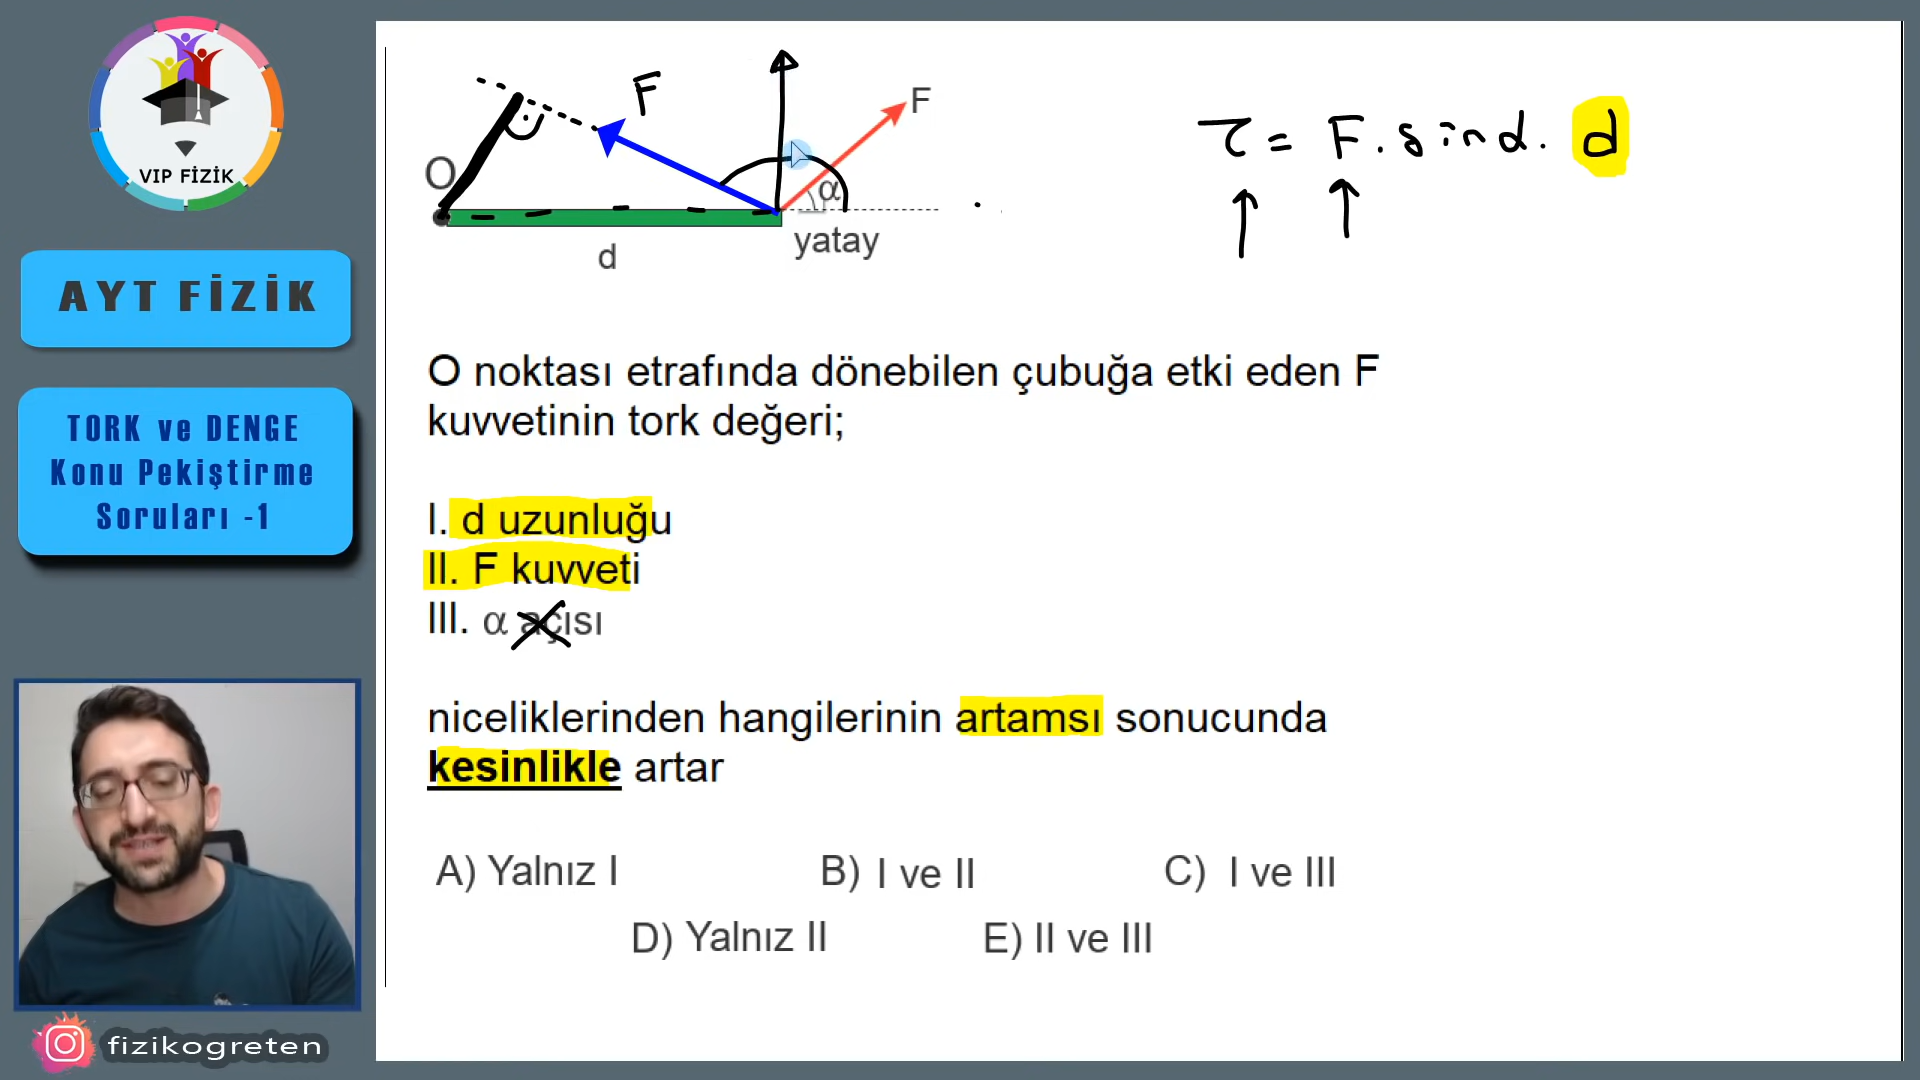 VIP FİZİK
AYT FİZİK
TORK ve DENGE
Konu Pekiştirme
Soruları -1
fizikogreten
F
F
O
α
yatay
d
τ = F . sin α . d
O noktası etrafında dönebilen çubuğa etki eden F
kuvvetinin tork değeri;
I. d uzunluğu
II. F kuvveti
III. α açısı
niceliklerinden hangilerinin artamsı sonucunda
kesinlikle artar
A) Yalnız I B) I ve II C) I ve III
D) Yalnız II E) II ve III